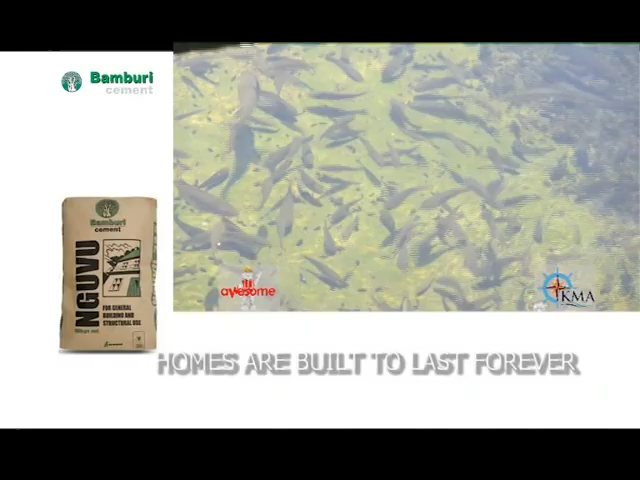 Bamburi
cement
Bamburi
cement
NGUVU
FOR GENERAL
BUILDING AND
STRUCTURAL USE
awesome
KMA
HOMES ARE BUILT TO LAST FOREVER